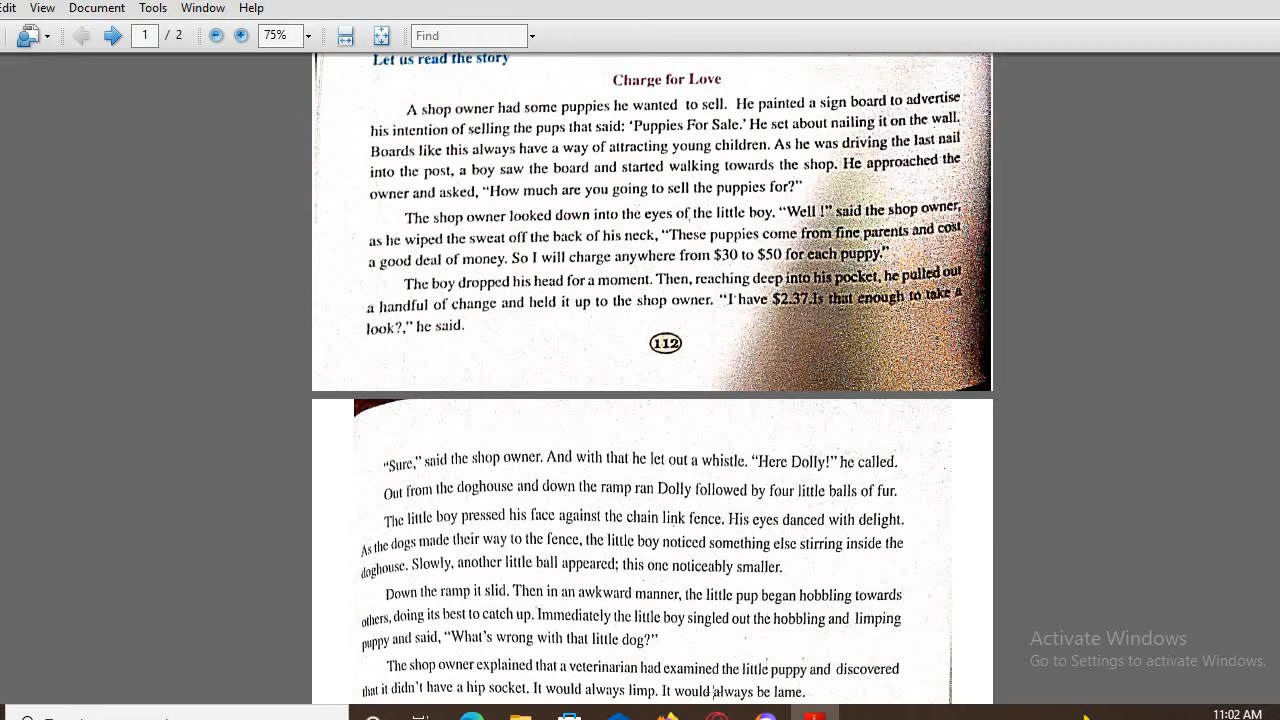 Edit View Document Tools Window Help
1 / 2 75% Find
Let us read the story
Charge for Love
A shop owner had some puppies he wanted to sell. He painted a sign board to advertise
his intention of selling the pups that said: ‘Puppies For Sale.’ He set about nailing it on the wall.
Boards like this always have a way of attracting young children. As he was driving the last nail
into the post, a boy saw the board and started walking towards the shop. He approached the
owner and asked, “How much are you going to sell the puppies for?”
The shop owner looked down into the eyes of the little boy. “Well !” said the shop owner,
as he wiped the sweat off the back of his neck, “These puppies come from fine parents and cost
a good deal of money. So I will charge anywhere from $30 to $50 for each puppy.”
The boy dropped his head for a moment. Then, reaching deep into his pocket, he pulled out
a handful of change and held it up to the shop owner. “I have $2.37.Is that enough to take a
look?,” he said.
112
“Sure,” said the shop owner. And with that he let out a whistle. “Here Dolly!” he called.
Out from the doghouse and down the ramp ran Dolly followed by four little balls of fur.
The little boy pressed his face against the chain link fence. His eyes danced with delight.
As the dogs made their way to the fence, the little boy noticed something else stirring inside the
doghouse. Slowly, another little ball appeared; this one noticeably smaller.
Down the ramp it slid. Then in an awkward manner, the little pup began hobbling towards
others, doing its best to catch up. Immediately the little boy singled out the hobbling and limping
puppy and said, “What’s wrong with that little dog?”
The shop owner explained that a veterinarian had examined the little puppy and discovered
that it didn’t have a hip socket. It would always limp. It would always be lame.
Activate Windows
Go to Settings to activate Windows.
11:02 AM